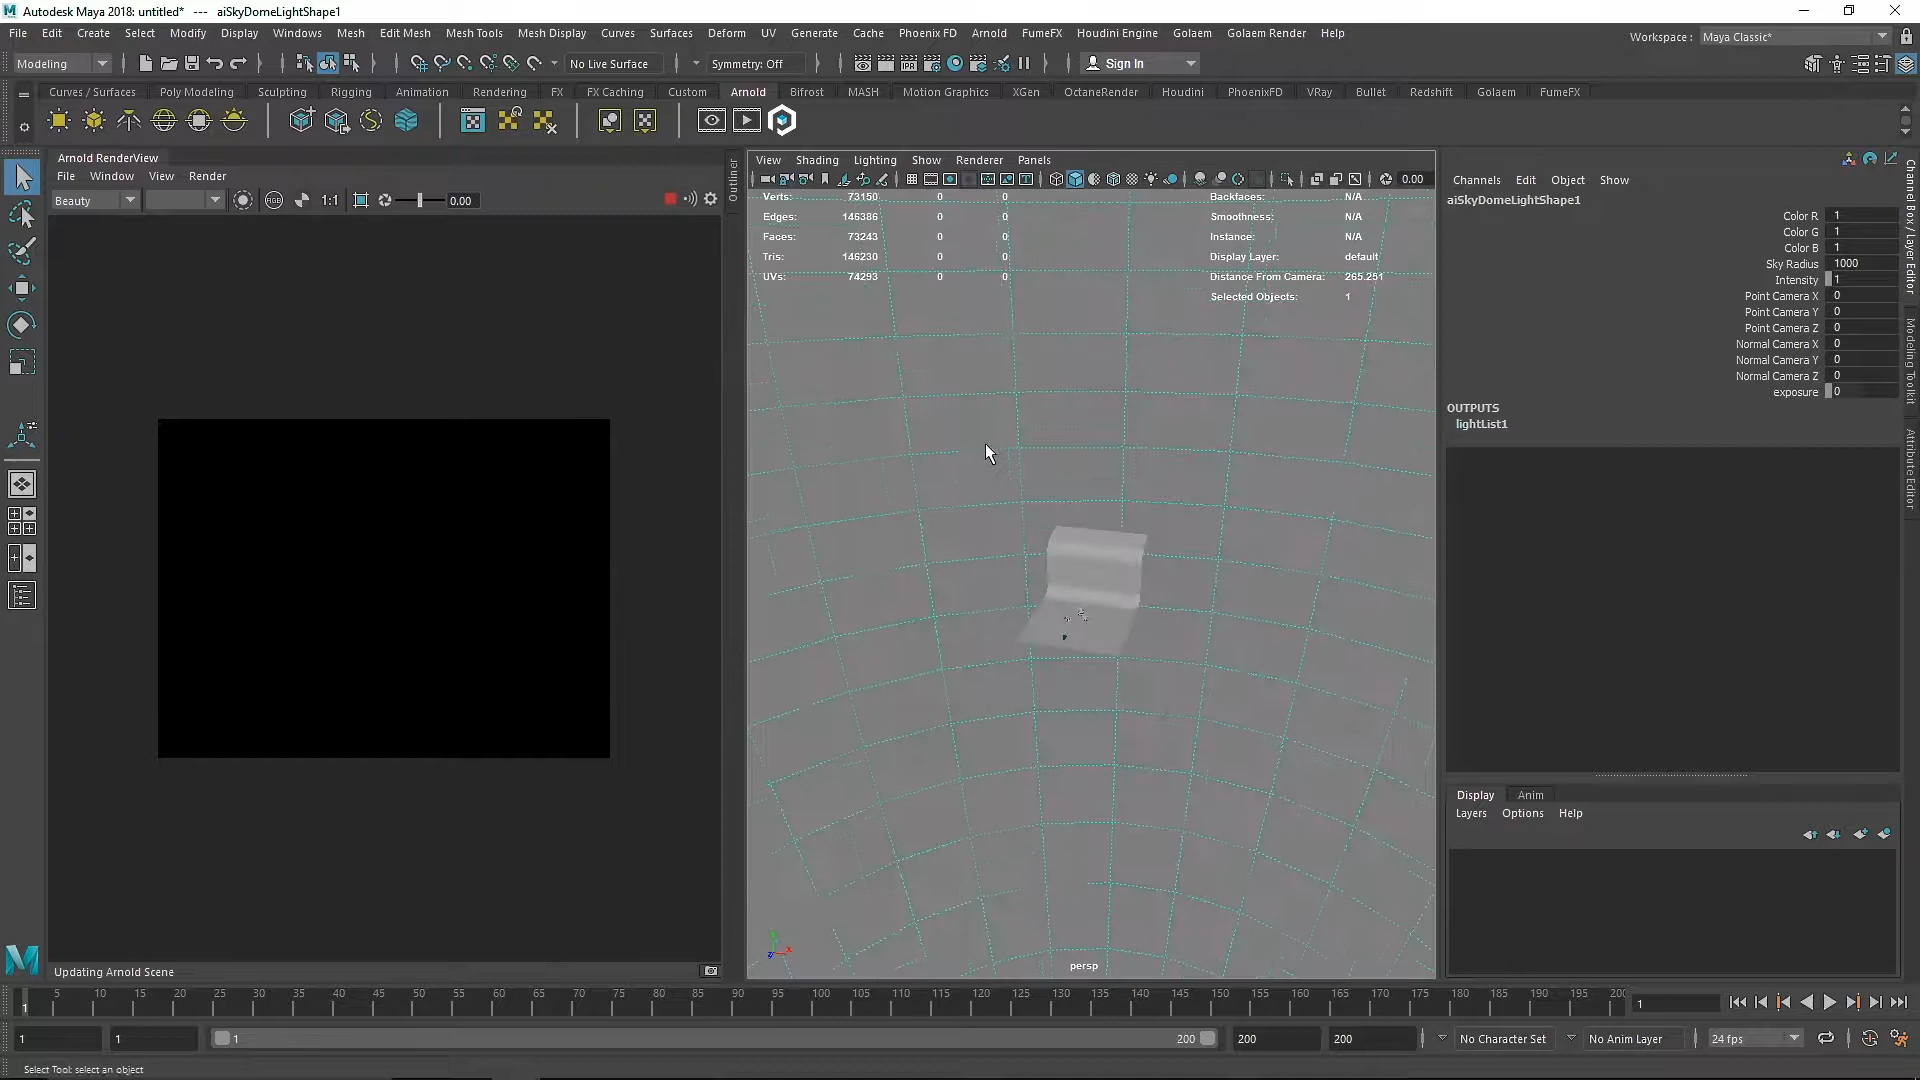 Autodesk Maya 2018: untitled*   ---   aiSkyDomeLightShape1
File Edit Create Select Modify Display Windows Mesh Edit Mesh Mesh Tools Mesh Display Curves Surfaces Deform UV Generate Cache Phoenix FD Arnold FumeFX Houdini Engine Golaem Golaem Render Help
Workspace : Maya Classic*
Modeling No Live Surface Symmetry: Off Sign In
Curves / Surfaces Poly Modeling Sculpting Rigging Animation Rendering FX FX Caching Custom Arnold Bifrost MASH Motion Graphics XGen OctaneRender Houdini PhoenixFD VRay Bullet Redshift Golaem FumeFX
Arnold RenderView
File Window View Render
Beauty RGB 1:1 0.00
Updating Arnold Scene
Outliner
View Shading Lighting Show Renderer Panels
0.00
Verts: 73150 0 0
Edges: 146386 0 0
Faces: 73243 0 0
Tris: 146230 0 0
UVs: 74293 0 0
Backfaces: N/A
Smoothness: N/A
Instance: N/A
Display Layer: default
Distance From Camera: 265.251
Selected Objects: 1
persp
Channels Edit Object Show
aiSkyDomeLightShape1
Color R 1
Color G 1
Color B 1
Sky Radius 1000
Intensity 1
Point Camera X 0
Point Camera Y 0
Point Camera Z 0
Normal Camera X 0
Normal Camera Y 0
Normal Camera Z 0
exposure 0
OUTPUTS
lightList1
Channel Box / Layer Editor
Modeling Toolkit
Attribute Editor
Display Anim
Layers Options Help
5 10 15 20 25 30 35 40 45 50 55 60 65 70 75 80 85 90 95 100 105 110 115 120 125 130 135 140 145 150 155 160 165 170 175 180 185 190 195 200
1 1
1 1 1 200 200 200 No Character Set No Anim Layer 24 fps
Select Tool: select an object